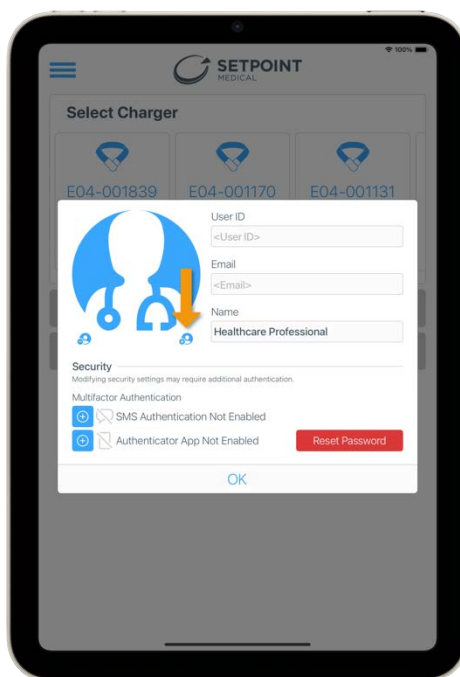 100%
SETPOINT
MEDICAL
Select Charger
E04-001839 E04-001170 E04-001131
User ID
<User ID>
Email
<Email>
Name
Healthcare Professional
Security
Modifying security settings may require additional authentication.
Multifactor Authentication
SMS Authentication Not Enabled
Authenticator App Not Enabled
Reset Password
OK